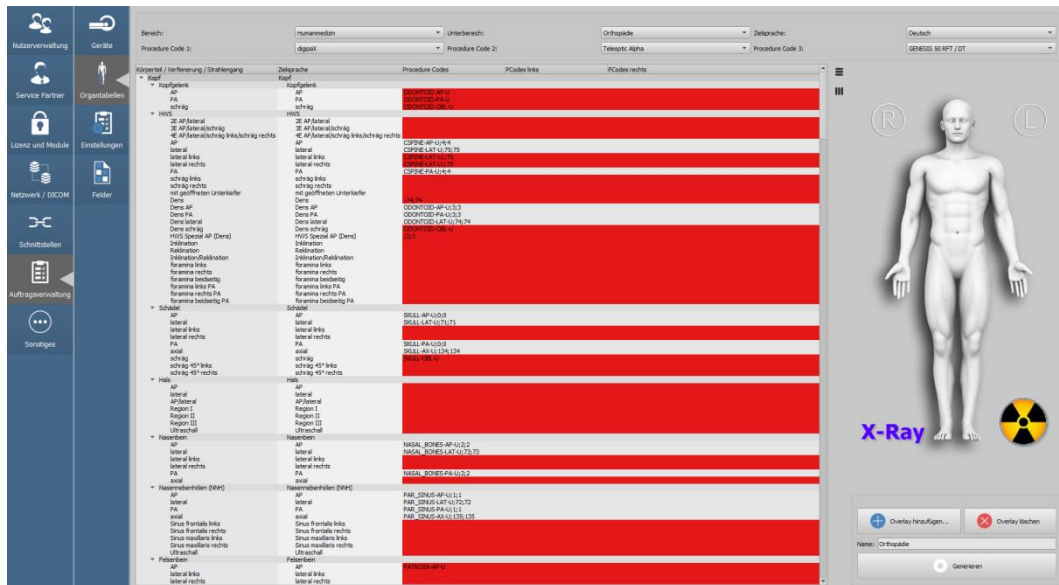 Nutzerverwaltung
Geräte
Service Partner
Organtabellen
Lizenz und Module
Einstellungen
Netzwerk / DICOM
Felder
Schnittstellen
Auftragsverwaltung
Sonstiges
Bereich: Humanmedizin Unterbereich: Orthopädie Zielsprache: Deutsch
Procedure Code 1: digipaX Procedure Code 2: Teleoptic Alpha Procedure Code 3: GENESIS 50 RFT / DT
Körperteil / Verfeinerung / Strahlengang Zielsprache Procedure Codes PCodes links PCodes rechts
Kopf Kopf
Kopfgelenk Kopfgelenk
AP AP ODONTOID-AP-U
PA PA ODONTOID-PA-U
schräg schräg ODONTOID-OBL-U
HWS HWS
2E AP/lateral 2E AP/lateral
3E AP/lateral/schräg 3E AP/lateral/schräg
4E AP/lateral/schräg links/schräg rechts 4E AP/lateral/schräg links/schräg rechts
AP AP CSPINE-AP-U;4;4
lateral lateral CSPINE-LAT-U;75;75
lateral links lateral links CSPINE-LAT-U;75
lateral rechts lateral rechts CSPINE-LAT-U;75
PA PA CSPINE-PA-U;4;4
schräg links schräg links
schräg rechts schräg rechts
mit geöffneten Unterkiefer mit geöffneten Unterkiefer
Dens Dens ;74;74
Dens AP Dens AP ODONTOID-AP-U;3;3
Dens PA Dens PA ODONTOID-PA-U;3;3
Dens lateral Dens lateral ODONTOID-LAT-U;74;74
Dens schräg Dens schräg ODONTOID-OBL-U
HWS Spezial AP (Dens) HWS Spezial AP (Dens) ;3;3
Inklination Inklination
Reklination Reklination
Inklination/Reklination Inklination/Reklination
foramina links foramina links
foramina rechts foramina rechts
foramina beidseitig foramina beidseitig
foramina links PA foramina links PA
foramina rechts PA foramina rechts PA
foramina beidseitig PA foramina beidseitig PA
Schädel Schädel
AP AP SKULL-AP-U;0;0
lateral lateral SKULL-LAT-U;71;71
lateral links lateral links
lateral rechts lateral rechts
PA PA SKULL-PA-U;0;0
axial axial SKULL-AX-U;134;134
schräg schräg SKULL-OBL-U
schräg 45° links schräg 45° links
schräg 45° rechts schräg 45° rechts
Hals Hals
AP AP
lateral lateral
AP/lateral AP/lateral
Region I Region I
Region II Region II
Region III Region III
Ultraschall Ultraschall
Nasenbein Nasenbein
AP AP NASAL_BONES-AP-U;2;2
lateral lateral NASAL_BONES-LAT-U;73;73
lateral links lateral links
lateral rechts lateral rechts
PA PA NASAL_BONES-PA-U;2;2
axial axial
Nasennebenhölen (NNH) Nasennebenhölen (NNH)
AP AP PAR_SINUS-AP-U;1;1
lateral lateral PAR_SINUS-LAT-U;72;72
PA PA PAR_SINUS-PA-U;1;1
axial axial PAR_SINUS-AX-U;135;135
Sinus frontalis links Sinus frontalis links
Sinus frontalis rechts Sinus frontalis rechts
Sinus maxillaris links Sinus maxillaris links
Sinus maxillaris rechts Sinus maxillaris rechts
Ultraschall Ultraschall
Felsenbein Felsenbein
AP AP PATROSA-AP-U
lateral links lateral links
lateral rechts lateral rechts
R L
X-Ray
Overlay hinzufügen... Overlay löschen
Name: Orthopädie
Generieren